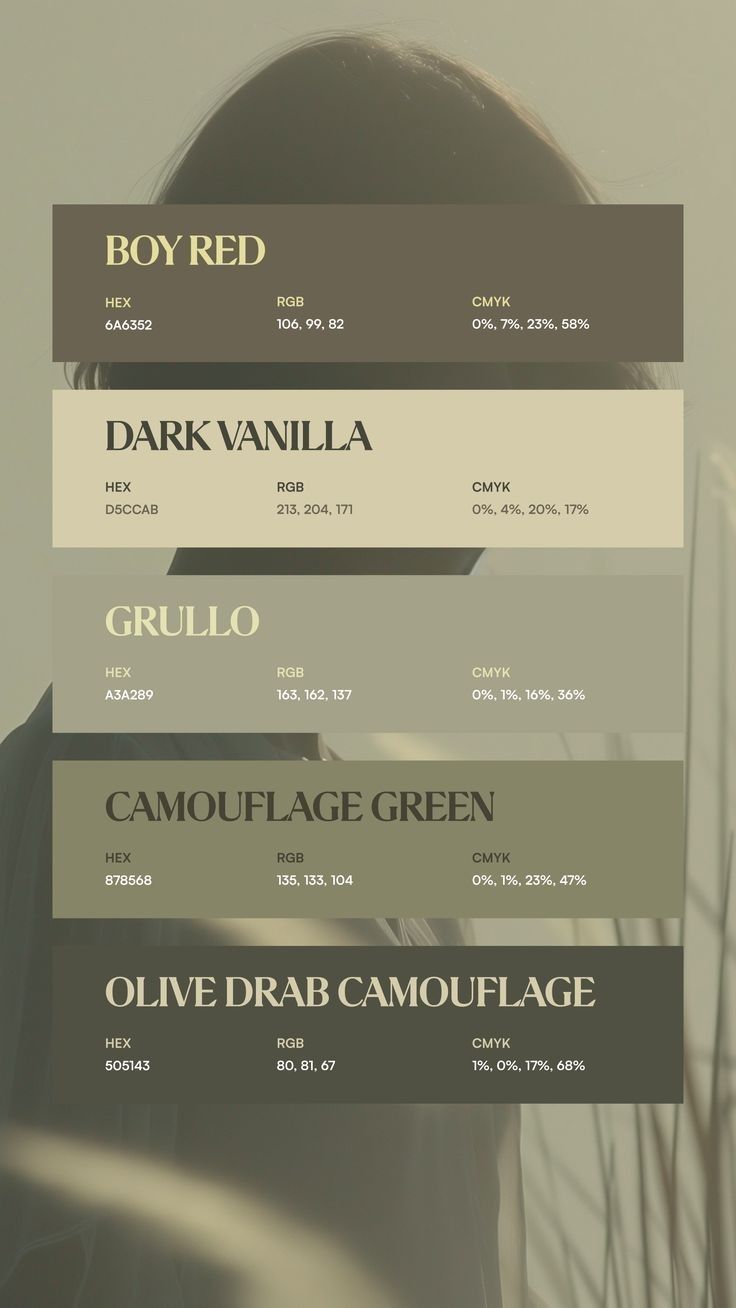 BOY RED
HEX RGB CMYK
6A6352 106, 99, 82 0%, 7%, 23%, 58%
DARK VANILLA
HEX RGB CMYK
D5CCAB 213, 204, 171 0%, 4%, 20%, 17%
GRULLO
HEX RGB CMYK
A3A289 163, 162, 137 0%, 1%, 16%, 36%
CAMOUFLAGE GREEN
HEX RGB CMYK
878568 135, 133, 104 0%, 1%, 23%, 47%
OLIVE DRAB CAMOUFLAGE
HEX RGB CMYK
505143 80, 81, 67 1%, 0%, 17%, 68%